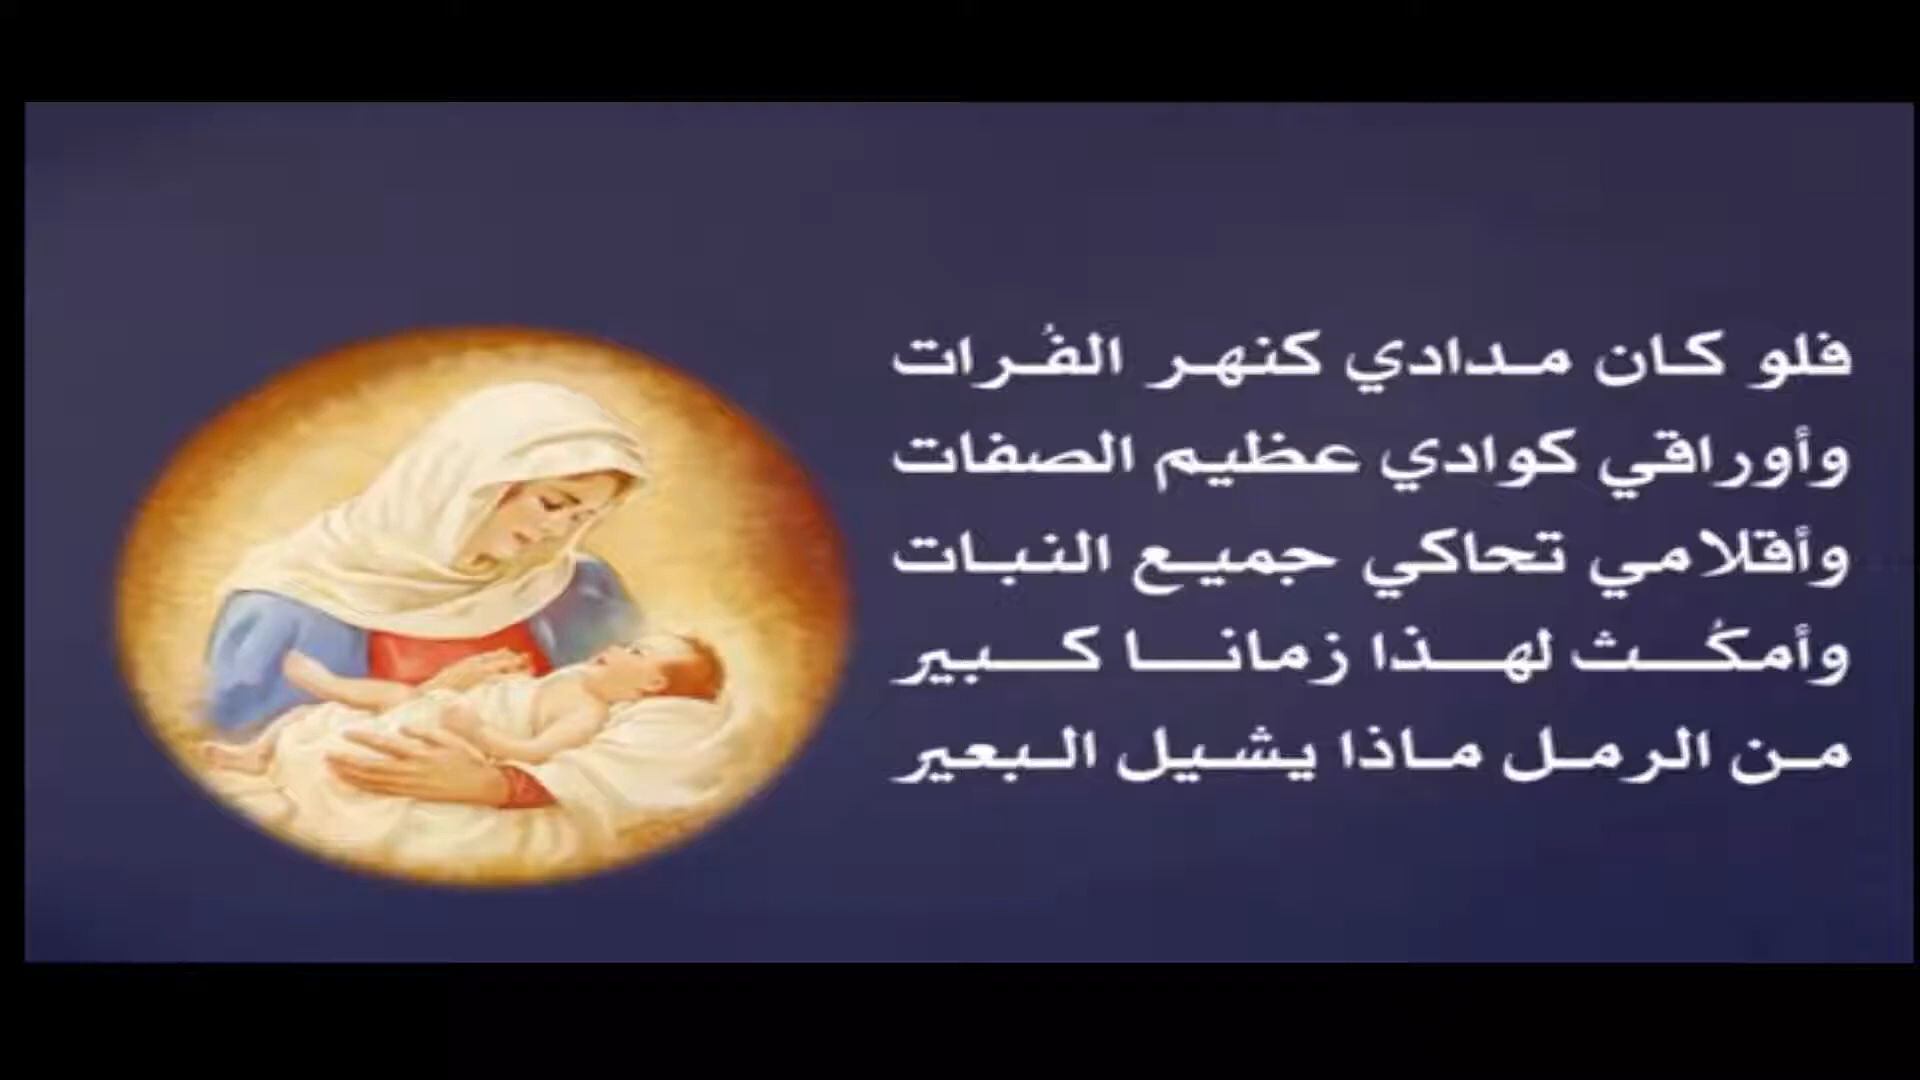 فلو كان مدادي كنهر الفُرات
وأوراقي كوادي عظيم الصفات
وأقلامي تحاكي جميع النبات
وأمكُث لهذا زمانا كبير
من الرمل ماذا يشيل البعير